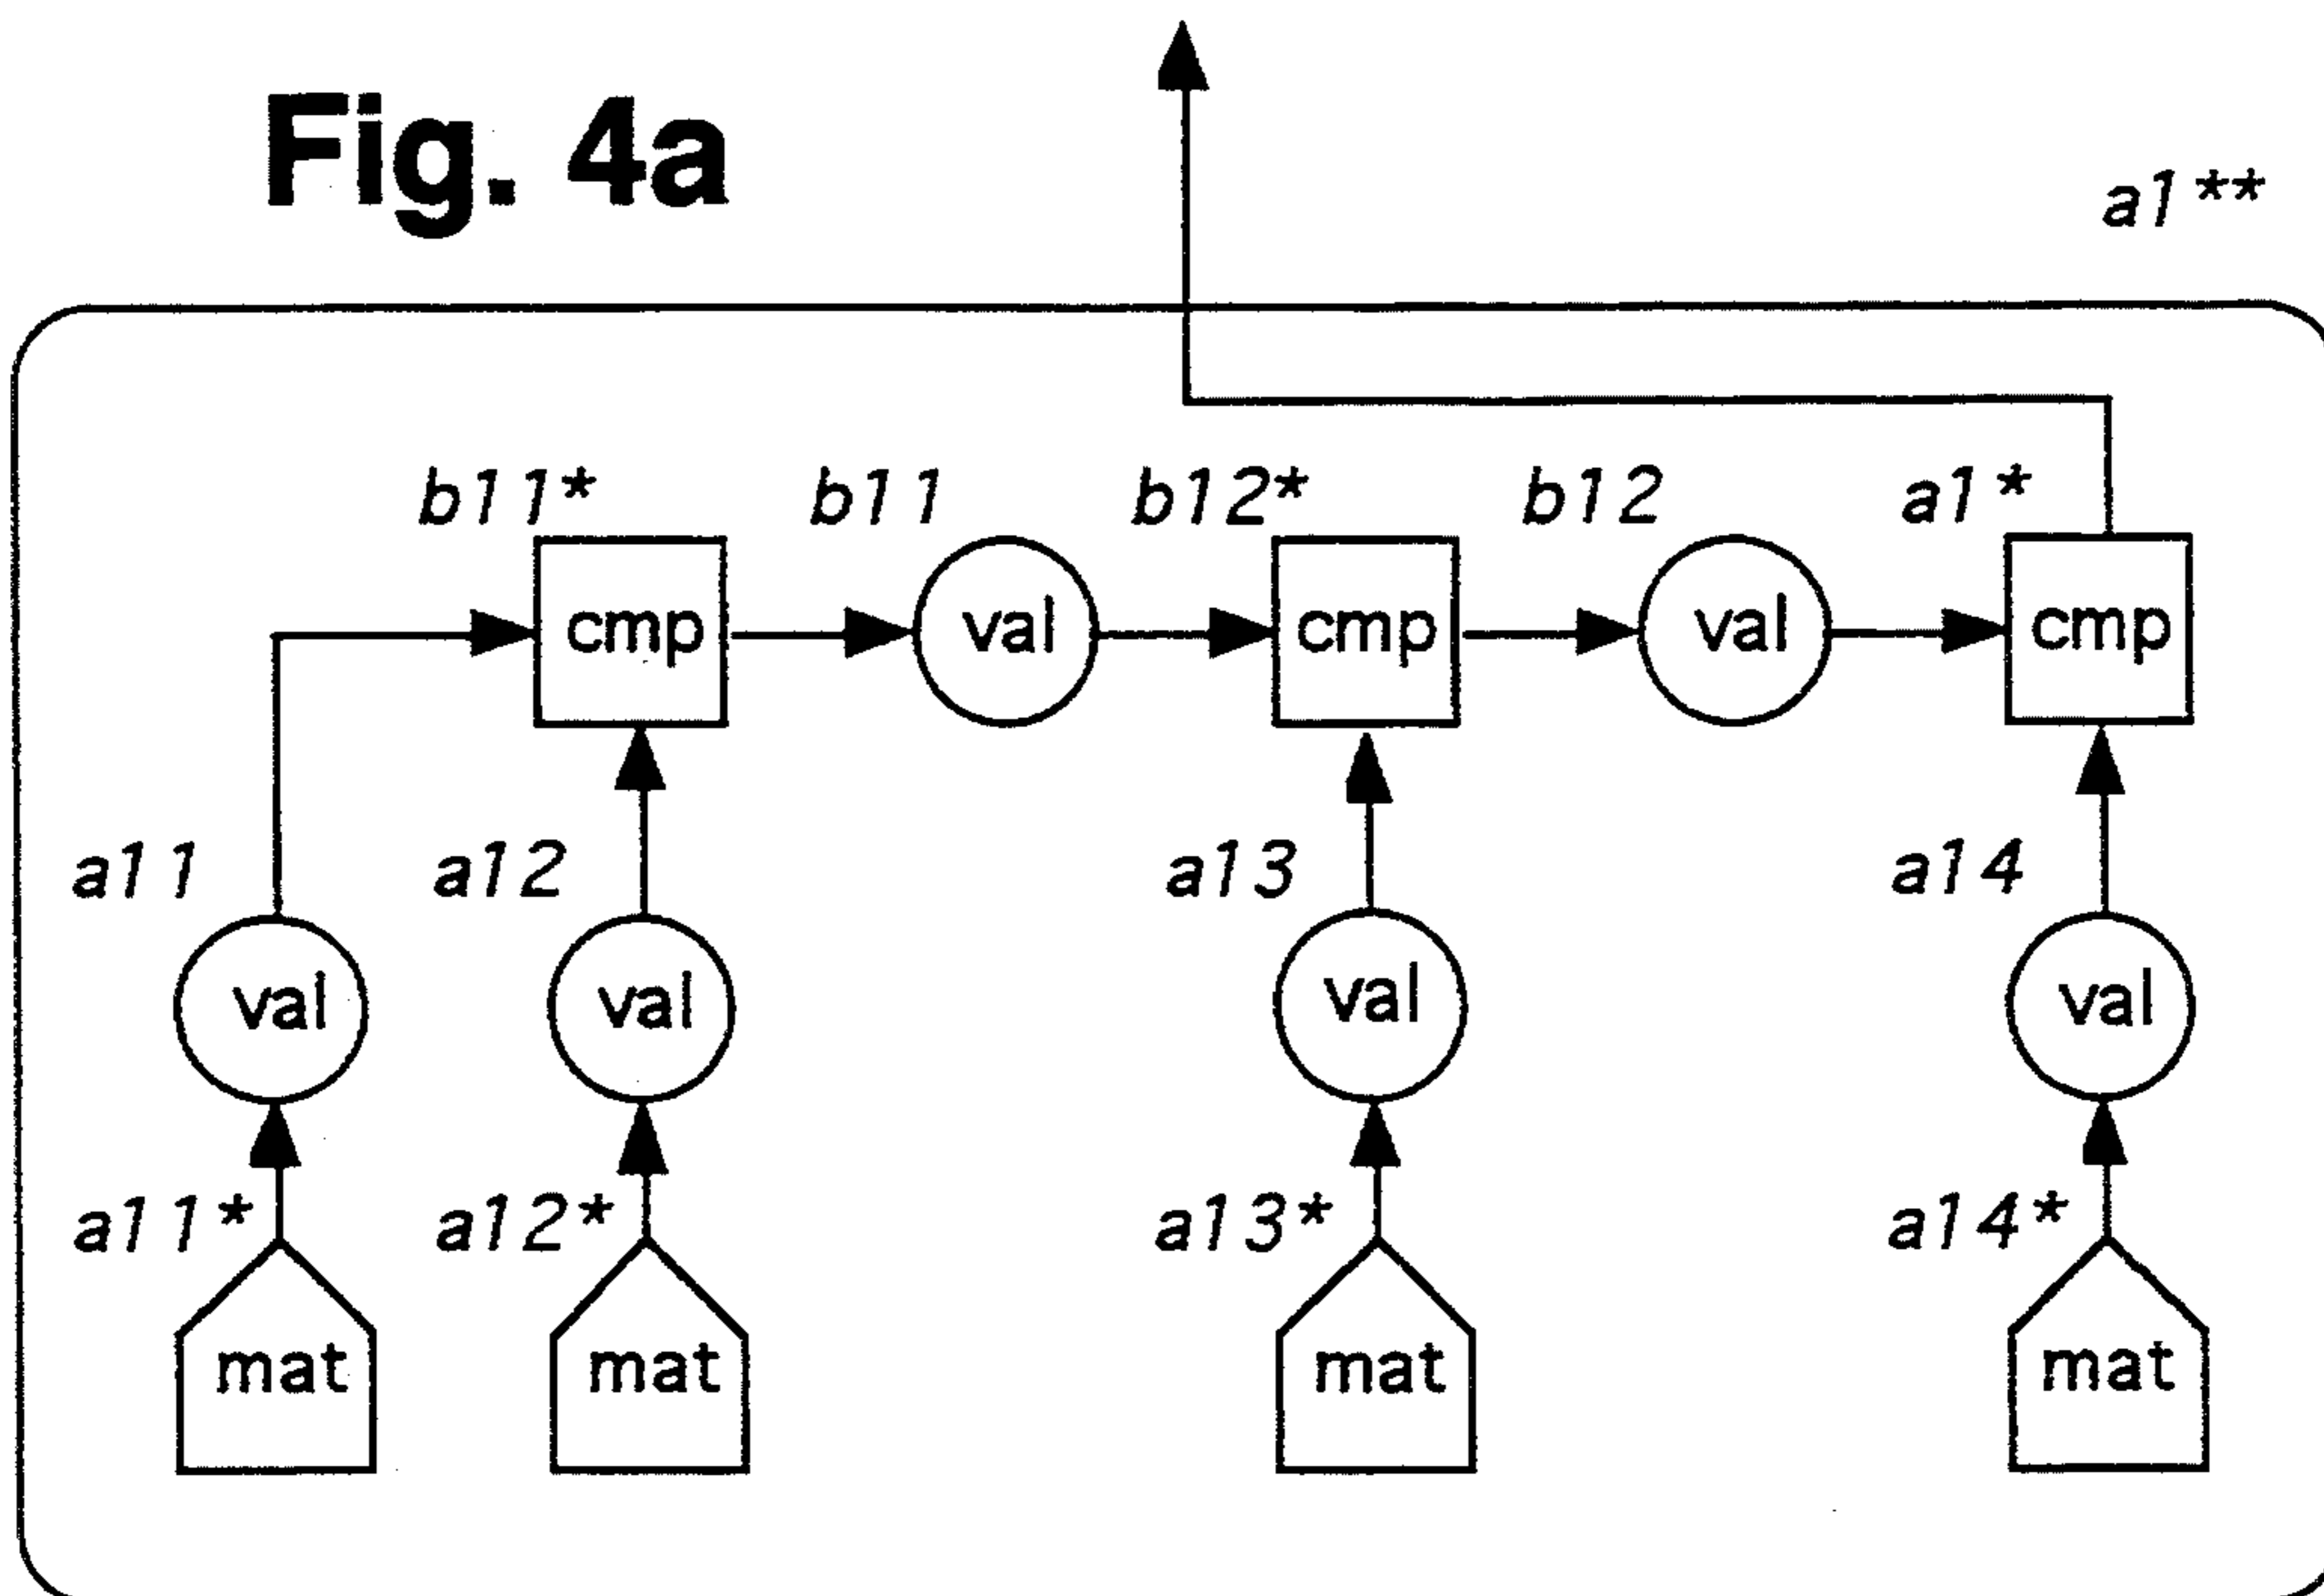 Fig. 4a
a1**
b11* b11 b12* b12 a1*
cmp val cmp val cmp
a11 a12 a13 a14
val val val val
a11* a12* a13* a14*
mat mat mat mat